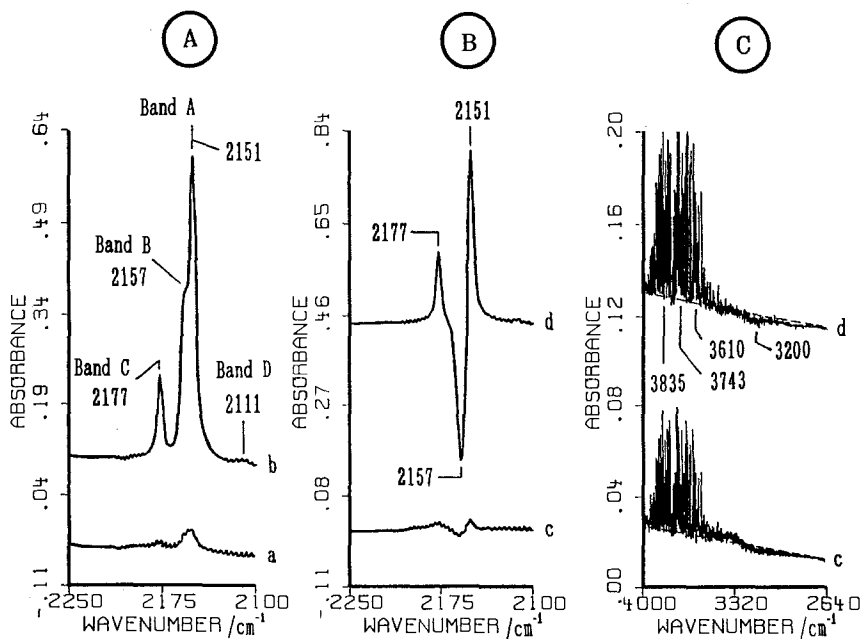 A
B
C
Band A
2151
Band B
2157
Band C
2177
Band D
2111
b
a
.64
.49
.34
.19
.04
.11
ABSORBANCE
2250
2175
2100
WAVENUMBER /cm-1
2151
2177
2157
d
c
.84
.65
.46
.27
.08
.11
ABSORBANCE
2250
2175
2100
WAVENUMBER /cm-1
.20
.16
.12
.08
.04
.00
ABSORBANCE
3610
3200
3835
3743
d
c
4000
3320
2640
WAVENUMBER /cm-1